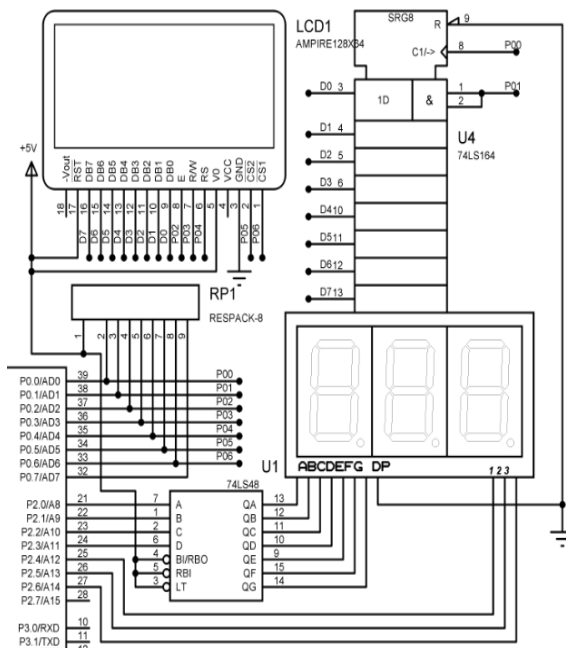 LCD1
AMPIRE128X64
SRG8
R
9
C1/->
8
P00
+5V
D0 3
1D
&
1
2
P01
U4
74LS164
D1 4
D2 5
D3 6
D4 10
D5 11
D6 12
D7 13
-Vout
RST
DB7
DB6
DB5
DB4
DB3
DB2
DB1
DB0
E
R/W
RS
V0
VCC
GND
CS2
CS1
18
17
16
15
14
13
12
11
10
9
8
7
6
5
4
3
2
1
D7
D6
D5
D4
D3
D2
D1
D0
P02
P03
P04
P05
P06
RP1
RESPACK-8
1
2
3
4
5
6
7
8
9
P0.0/AD0 39 P00
P0.1/AD1 38 P01
P0.2/AD2 37 P02
P0.3/AD3 36 P03
P0.4/AD4 35 P04
P0.5/AD5 34 P05
P0.6/AD6 33 P06
P0.7/AD7 32
ABCDEFG DP
1 2 3
U1
74LS48
P2.0/A8 21
P2.1/A9 22
P2.2/A10 23
P2.3/A11 24
P2.4/A12 25
P2.5/A13 26
P2.6/A14 27
P2.7/A15 28
P3.0/RXD 10
P3.1/TXD 11
7 A QA 13
1 B QB 12
2 C QC 11
6 D QD 10
4 BI/RBO QE 9
5 RBI QF 15
3 LT QG 14